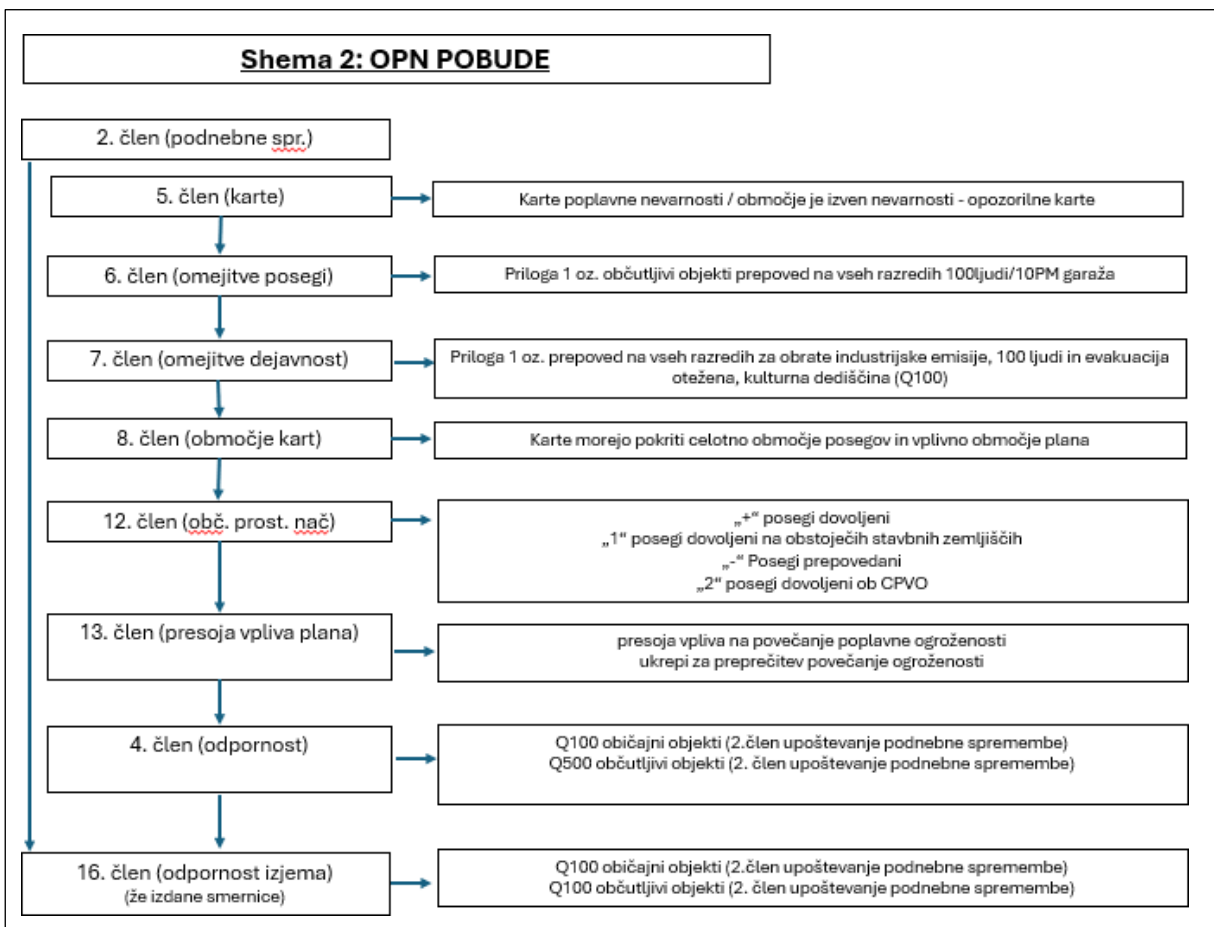 Shema 2: OPN POBUDE
2. člen (podnebne spr.)
5. člen (karte)
Karte poplavne nevarnosti / območje je izven nevarnosti - opozorilne karte
6. člen (omejitve posegi)
Priloga 1 oz. občutljivi objekti prepoved na vseh razredih 100ljudi/10PM garaža
7. člen (omejitve dejavnost)
Priloga 1 oz. prepoved na vseh razredih za obrate industrijske emisije, 100 ljudi in evakuacija
otežena, kulturna dediščina (Q100)
8. člen (območje kart)
Karte morejo pokriti celotno območje posegov in vplivno območje plana
12. člen (obč. prost. nač)
„+“ posegi dovoljeni
„1“ posegi dovoljeni na obstoječih stavbnih zemljiščih
„-“ Posegi prepovedani
„2“ posegi dovoljeni ob CPVO
13. člen (presoja vpliva plana)
presoja vpliva na povečanje poplavne ogroženosti
ukrepi za preprečitev povečanje ogroženosti
4. člen (odpornost)
Q100 običajni objekti (2.člen upoštevanje podnebne spremembe)
Q500 občutljivi objekti (2. člen upoštevanje podnebne spremembe)
16. člen (odpornost izjema)
(že izdane smernice)
Q100 običajni objekti (2.člen upoštevanje podnebne spremembe)
Q100 občutljivi objekti (2. člen upoštevanje podnebne spremembe)